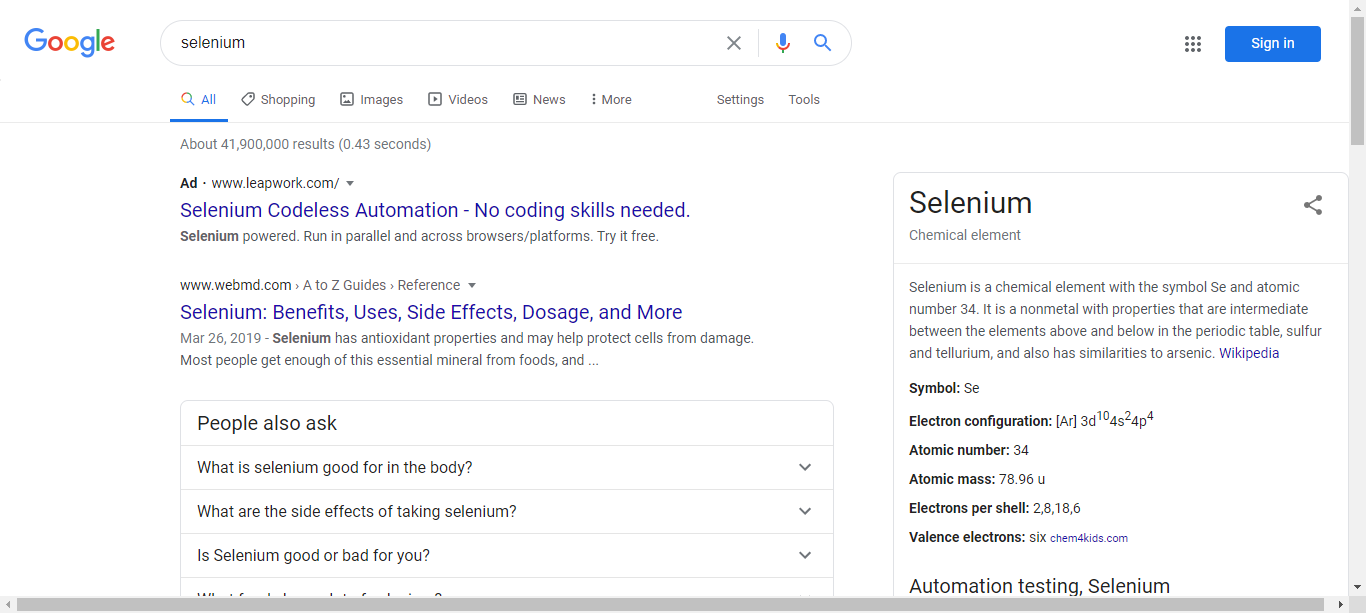 Google
selenium
Sign in
All Shopping Images Videos News More Settings Tools
About 41,900,000 results (0.43 seconds)
Ad · www.leapwork.com/
Selenium Codeless Automation - No coding skills needed.
Selenium powered. Run in parallel and across browsers/platforms. Try it free.
www.webmd.com › A to Z Guides › Reference
Selenium: Benefits, Uses, Side Effects, Dosage, and More
Mar 26, 2019 - Selenium has antioxidant properties and may help protect cells from damage.
Most people get enough of this essential mineral from foods, and ...
People also ask
What is selenium good for in the body?
What are the side effects of taking selenium?
Is Selenium good or bad for you?
Selenium
Chemical element
Selenium is a chemical element with the symbol Se and atomic
number 34. It is a nonmetal with properties that are intermediate
between the elements above and below in the periodic table, sulfur
and tellurium, and also has similarities to arsenic. Wikipedia
Symbol: Se
Electron configuration: [Ar] 3d¹⁰4s²4p⁴
Atomic number: 34
Atomic mass: 78.96 u
Electrons per shell: 2,8,18,6
Valence electrons: six chem4kids.com
Automation testing, Selenium